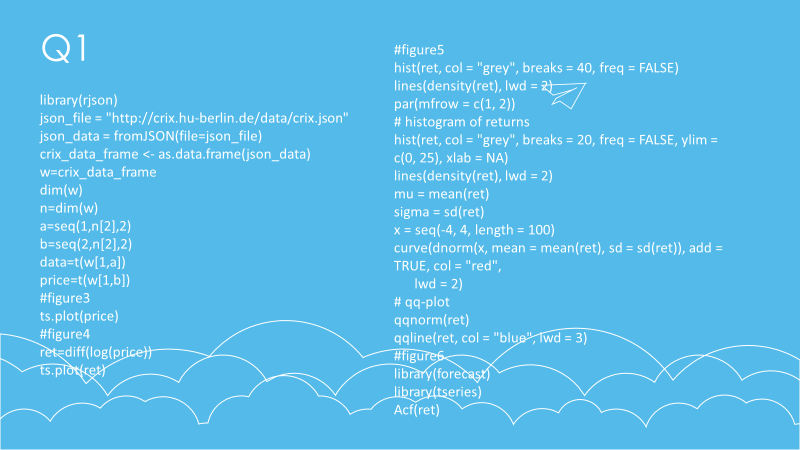 Q1
library(rjson)
json_file = "http://crix.hu-berlin.de/data/crix.json"
json_data = fromJSON(file=json_file)
crix_data_frame <- as.data.frame(json_data)
w=crix_data_frame
dim(w)
n=dim(w)
a=seq(1,n[2],2)
b=seq(2,n[2],2)
data=t(w[1,a])
price=t(w[1,b])
#figure3
ts.plot(price)
#figure4
ret=diff(log(price))
ts.plot(ret)
#figure5
hist(ret, col = "grey", breaks = 40, freq = FALSE)
lines(density(ret), lwd = 2)
par(mfrow = c(1, 2))
# histogram of returns
hist(ret, col = "grey", breaks = 20, freq = FALSE, ylim =
c(0, 25), xlab = NA)
lines(density(ret), lwd = 2)
mu = mean(ret)
sigma = sd(ret)
x = seq(-4, 4, length = 100)
curve(dnorm(x, mean = mean(ret), sd = sd(ret)), add =
TRUE, col = "red",
lwd = 2)
# qq-plot
qqnorm(ret)
qqline(ret, col = "blue", lwd = 3)
#figure6
library(forecast)
library(tseries)
Acf(ret)